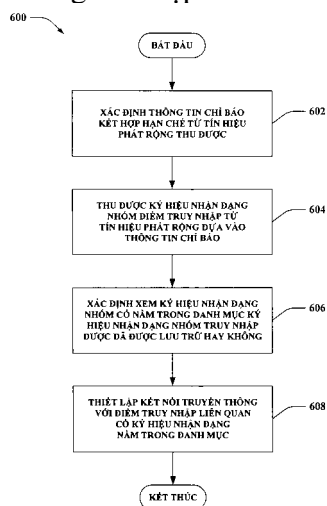 600
BẮT ĐẦU
XÁC ĐỊNH THÔNG TIN CHỈ BÁO
KẾT HỢP HẠN CHẾ TỪ TÍN HIỆU
PHÁT RỘNG THU ĐƯỢC
602
THU ĐƯỢC KÝ HIỆU NHẬN DẠNG
NHÓM ĐIỂM TRUY NHẬP TỪ
TÍN HIỆU PHÁT RỘNG DỰA VÀO
THÔNG TIN CHỈ BÁO
604
XÁC ĐỊNH XEM KÝ HIỆU NHẬN DẠNG
NHÓM CÓ NẰM TRONG DANH MỤC KÝ
HIỆU NHẬN DẠNG NHÓM TRUY NHẬP
ĐƯỢC ĐÃ ĐƯỢC LƯU TRỮ HAY KHÔNG
606
THIẾT LẬP KẾT NỐI TRUYỀN THÔNG
VỚI ĐIỂM TRUY NHẬP LIÊN QUAN
CÓ KÝ HIỆU NHẬN DẠNG
NẰM TRONG DANH MỤC
608
KẾT THÚC